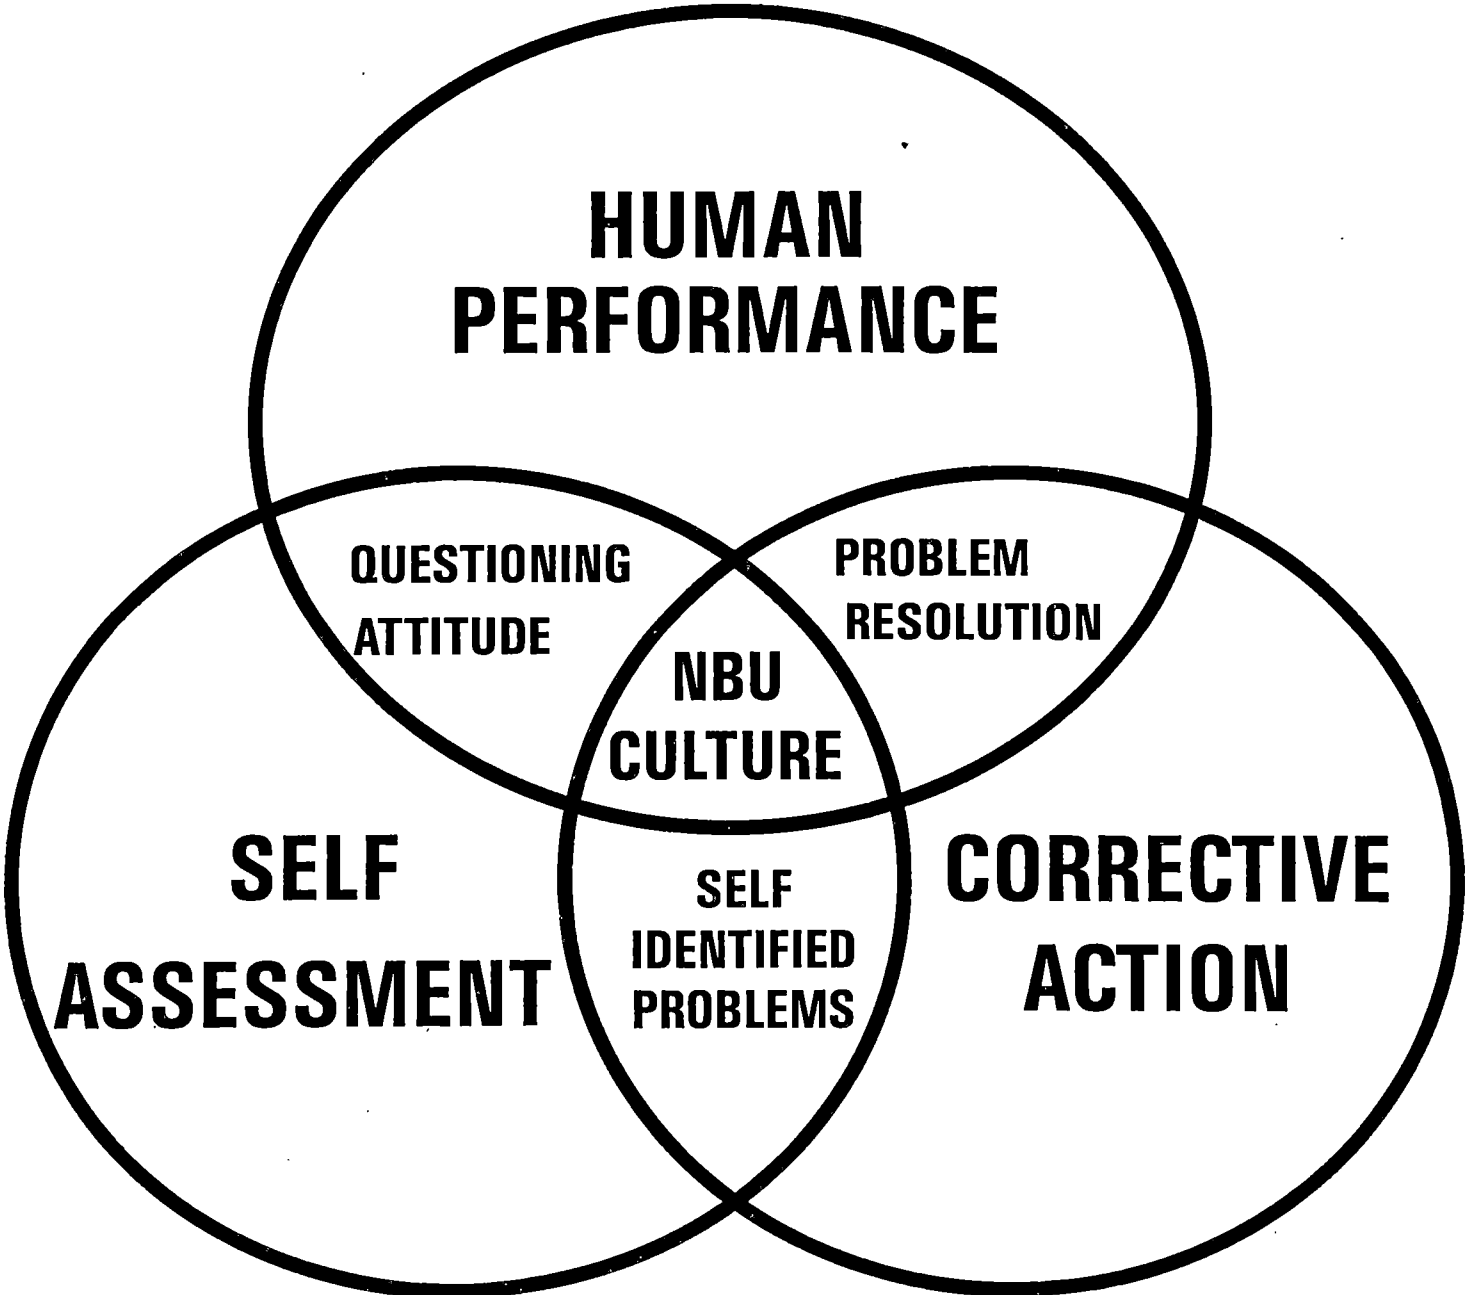 HUMAN
PERFORMANCE
QUESTIONING
ATTITUDE
PROBLEM
RESOLUTION
NBU
CULTURE
SELF
ASSESSMENT
SELF
IDENTIFIED
PROBLEMS
CORRECTIVE
ACTION